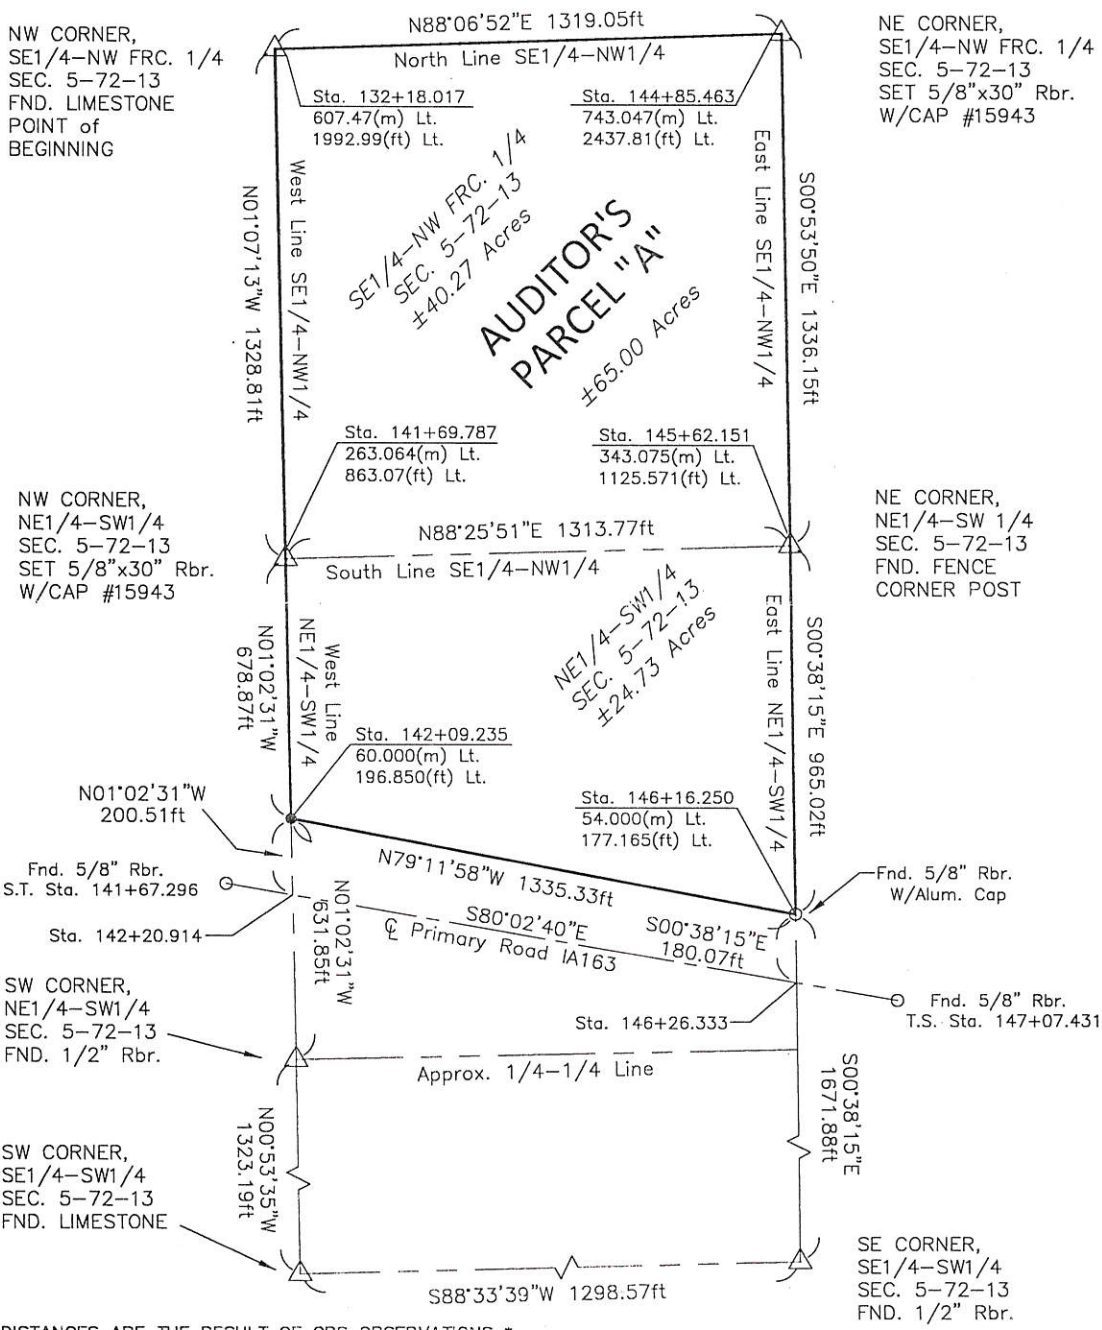 N88°06'52"E 1319.05ft
North Line SE1/4-NW1/4
NW CORNER,
SE1/4-NW FRC. 1/4
SEC. 5-72-13
FND. LIMESTONE
POINT of
BEGINNING
NE CORNER,
SE1/4-NW FRC. 1/4
SEC. 5-72-13
SET 5/8"x30" Rbr.
W/CAP #15943
Sta. 132+18.017
607.47(m) Lt.
1992.99(ft) Lt.
Sta. 144+85.463
743.047(m) Lt.
2437.81(ft) Lt.
N01°07'13"W 1328.81ft
West Line SE1/4-NW1/4
SE1/4-NW FRC. 1/4
SEC. 5-72-13
±40.27 Acres
AUDITOR'S
PARCEL "A"
±65.00 Acres
East Line SE1/4-NW1/4
S00°53'50"E 1336.15ft
Sta. 141+69.787
263.064(m) Lt.
863.07(ft) Lt.
Sta. 145+62.151
343.075(m) Lt.
1125.571(ft) Lt.
NW CORNER,
NE1/4-SW1/4
SEC. 5-72-13
SET 5/8"x30" Rbr.
W/CAP #15943
N88°25'51"E 1313.77ft
South Line SE1/4-NW1/4
NE CORNER,
NE1/4-SW 1/4
SEC. 5-72-13
FND. FENCE
CORNER POST
N01°02'31"W
678.87ft
West Line
NE1/4-SW1/4
NE1/4-SW1/4
SEC. 5-72-13
±24.73 Acres
East Line NE1/4-SW1/4
S00°38'15"E 965.02ft
Sta. 142+09.235
60.000(m) Lt.
196.850(ft) Lt.
Sta. 146+16.250
54.000(m) Lt.
177.165(ft) Lt.
N01°02'31"W
200.51ft
N79°11'58"W 1335.33ft
Fnd. 5/8" Rbr.
S.T. Sta. 141+67.296
Fnd. 5/8" Rbr.
W/Alum. Cap
Sta. 142+20.914
N01°02'31"W
631.85ft
S80°02'40"E
℄ Primary Road IA163
S00°38'15"E
180.07ft
Sta. 146+26.333
Fnd. 5/8" Rbr.
T.S. Sta. 147+07.431
SW CORNER,
NE1/4-SW1/4
SEC. 5-72-13
FND. 1/2" Rbr.
Approx. 1/4-1/4 Line
S00°38'15"E
1671.88ft
N00°53'35"W
1323.19ft
SW CORNER,
SE1/4-SW1/4
SEC. 5-72-13
FND. LIMESTONE
S88°33'39"W 1298.57ft
SE CORNER,
SE1/4-SW1/4
SEC. 5-72-13
FND. 1/2" Rbr.